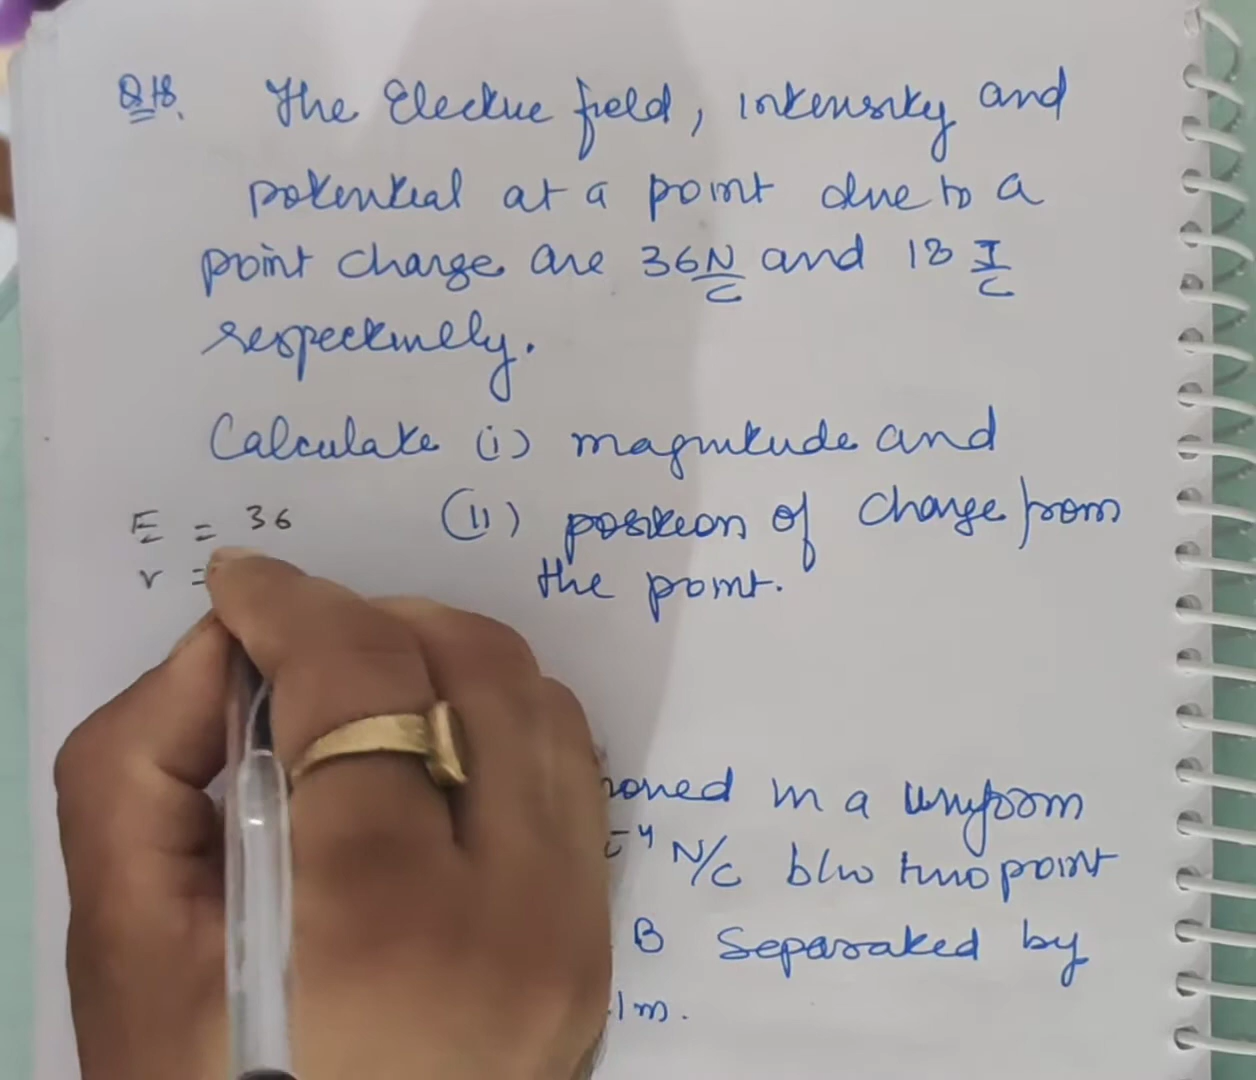 Q18. The Electric field, intensity and
potential at a point due to a
point charge are 36 N/C and 18 J/C
respectively.
Calculate (i) magnitude and
E = 36 (ii) position of charge from
v = the point.
in a uniform
N/C b/w two point
B Separated by
1m.